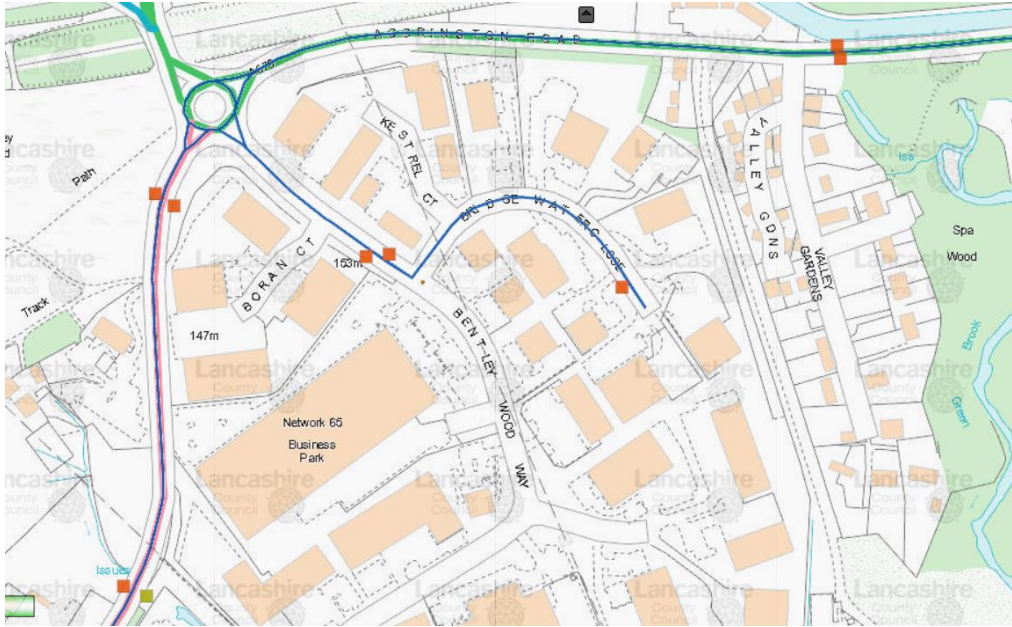 ACCRINGTON ROAD
A679
Path
Track
KESTREL CT
BRIDGEWATER CLOSE
BORAN CT
153m
147m
BENTLEY WOOD WAY
Network 65
Business
Park
VALLEY GDNS
VALLEY
GARDENS
Iss
Spa
Wood
Brook
Green
Issues
Lancashire
County
Council